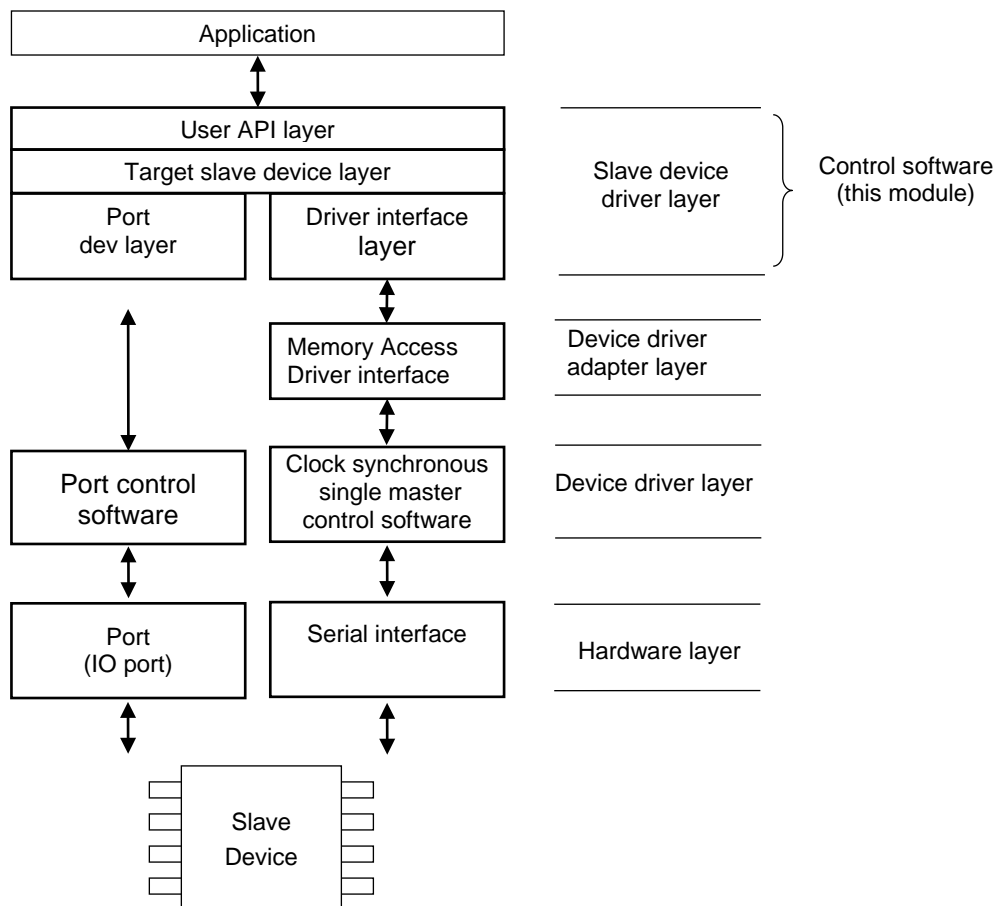 Application
User API layer
Target slave device layer
Port
dev layer
Driver interface
layer
Slave device
driver layer
Control software
(this module)
Memory Access
Driver interface
Device driver
adapter layer
Port control
software
Clock synchronous
single master
control software
Device driver layer
Port
(IO port)
Serial interface
Hardware layer
Slave
Device